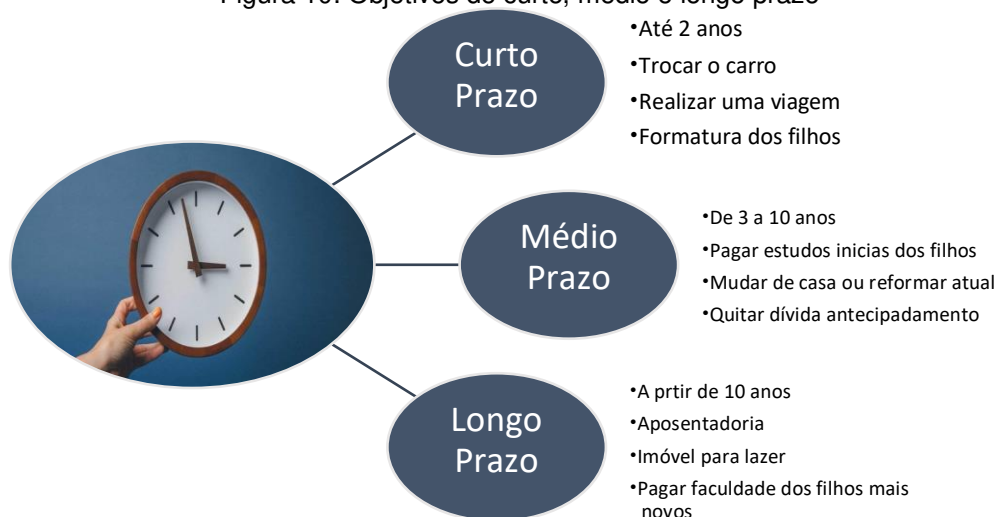 Figura 10: Objetivos de curto, médio e longo prazo
Curto
Prazo
•Até 2 anos
•Trocar o carro
•Realizar uma viagem
•Formatura dos filhos
Médio
Prazo
•De 3 a 10 anos
•Pagar estudos inicias dos filhos
•Mudar de casa ou reformar atual
•Quitar dívida antecipadamento
Longo
Prazo
•A prtir de 10 anos
•Aposentadoria
•Imóvel para lazer
•Pagar faculdade dos filhos mais
novos